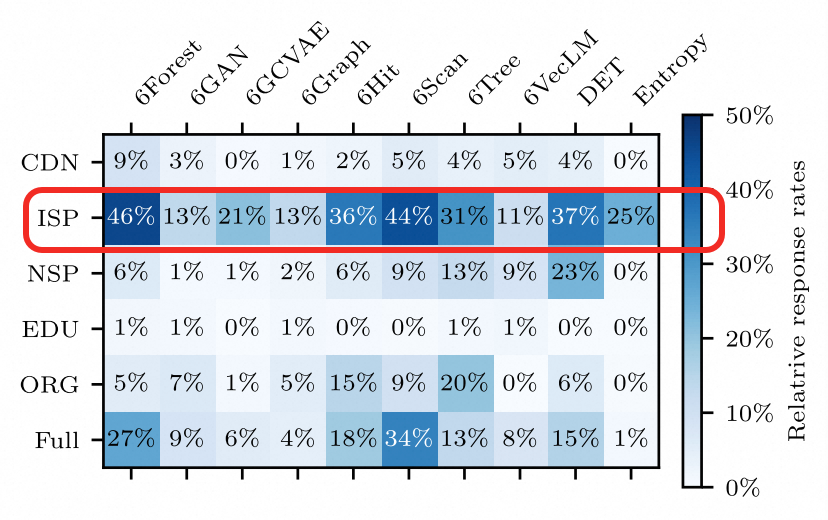 6Forest 6GAN 6GCVAE 6Graph 6Hit 6Scan 6Tree 6VecLM DET Entropy
CDN 9% 3% 0% 1% 2% 5% 4% 5% 4% 0%
ISP 46% 13% 21% 13% 36% 44% 31% 11% 37% 25%
NSP 6% 1% 1% 2% 6% 9% 13% 9% 23% 0%
EDU 1% 1% 0% 1% 0% 0% 1% 1% 0% 0%
ORG 5% 7% 1% 5% 15% 9% 20% 0% 6% 0%
Full 27% 9% 6% 4% 18% 34% 13% 8% 15% 1%
50%
40%
30%
20%
10%
0%
Relative response rates